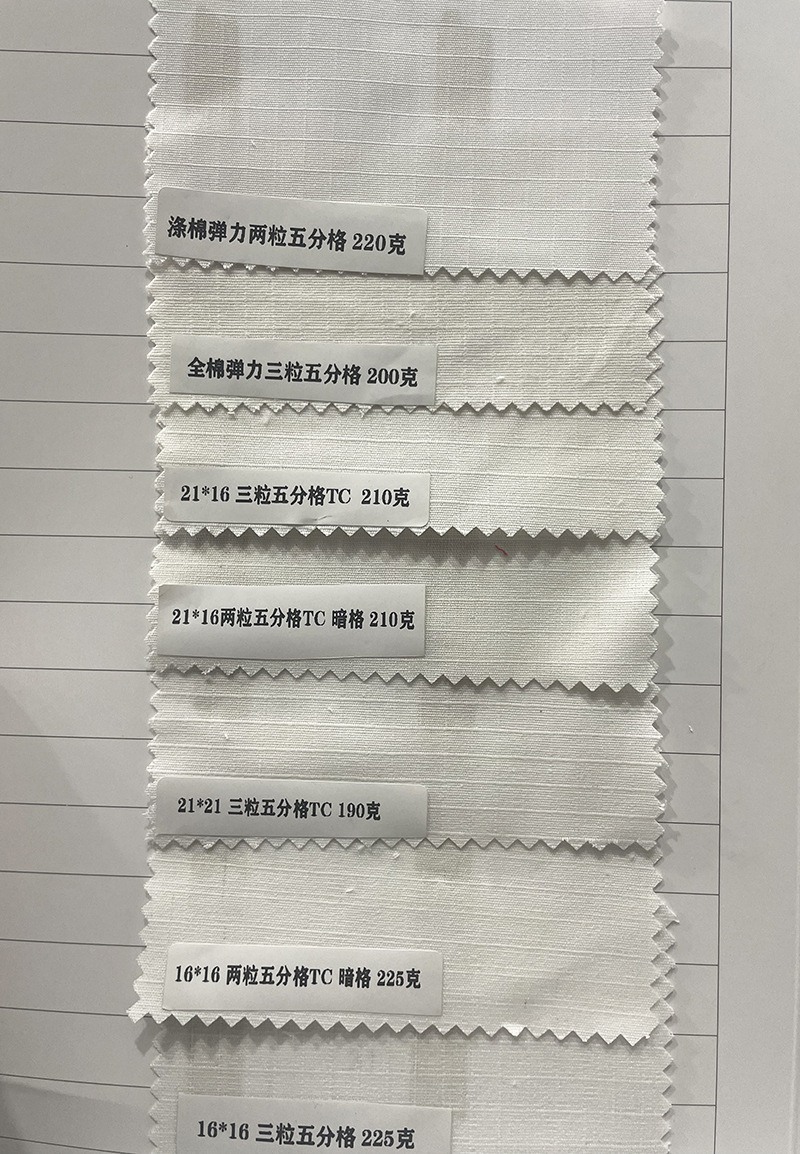 涤棉弹力两粒五分格 220克
全棉弹力三粒五分格 200克
21*16 三粒五分格TC 210克
21*16两粒五分格TC 暗格 210克
21*21 三粒五分格TC 190克
16*16 两粒五分格TC 暗格 225克
16*16 三粒五分格 225克